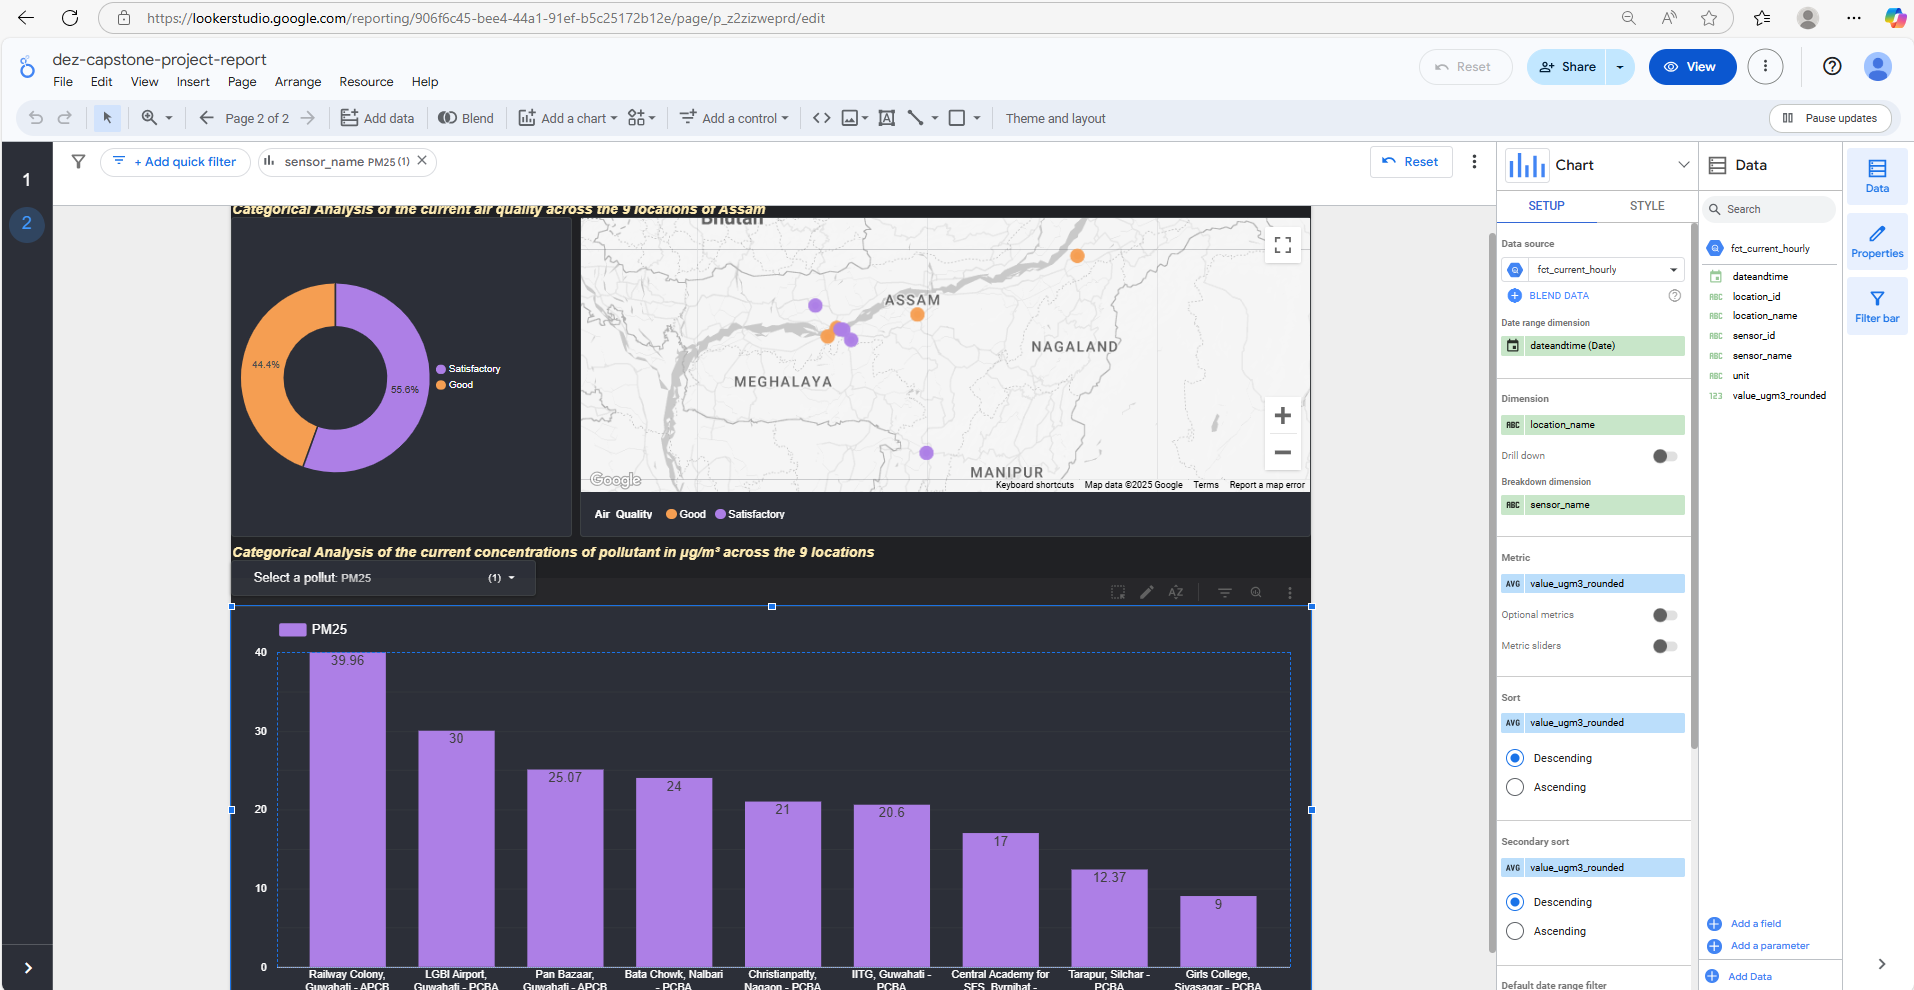 https://lookerstudio.google.com/reporting/906f6c45-bee4-44a1-91ef-b5c25172b12e/page/p_z2zizweprd/edit
dez-capstone-project-report
File Edit View Insert Page Arrange Resource Help
Reset
Share
View
Page 2 of 2
Add data
Blend
Add a chart
Add a control
Theme and layout
Pause updates
1
2
+ Add quick filter
sensor_name PM25 (1)
Reset
Categorical Analysis of the current air quality across the 9 locations of Assam
44.4%
55.6%
Satisfactory
Good
Bhutan
ASSAM
NAGALAND
MEGHALAYA
MANIPUR
Google
Keyboard shortcuts Map data ©2025 Google Terms Report a map error
Air Quality Good Satisfactory
Categorical Analysis of the current concentrations of pollutant in µg/m³ across the 9 locations
Select a pollut: PM25 (1)
AZ
PM25
40
30
20
10
0
39.96
30
25.07
24
21
20.6
17
12.37
9
Railway Colony, Guwahati - APCB
LGBI Airport, Guwahati - PCBA
Pan Bazaar, Guwahati - APCB
Bata Chowk, Nalbari - PCBA
Christianpatty, Nagaon - PCBA
IITG, Guwahati - PCBA
Central Academy for SFS, Byrnihat -
Tarapur, Silchar - PCBA
Girls College, Sivasagar - PCBA
Chart
SETUP STYLE
Data source
fct_current_hourly
BLEND DATA
Date range dimension
dateandtime (Date)
Dimension
ABC location_name
Drill down
Breakdown dimension
ABC sensor_name
Metric
AVG value_ugm3_rounded
Optional metrics
Metric sliders
Sort
AVG value_ugm3_rounded
Descending
Ascending
Secondary sort
AVG value_ugm3_rounded
Descending
Ascending
Default date range filter
Data
Search
fct_current_hourly
dateandtime
ABC location_id
ABC location_name
ABC sensor_id
ABC sensor_name
ABC unit
123 value_ugm3_rounded
Add a field
Add a parameter
Add Data
Data
Properties
Filter bar